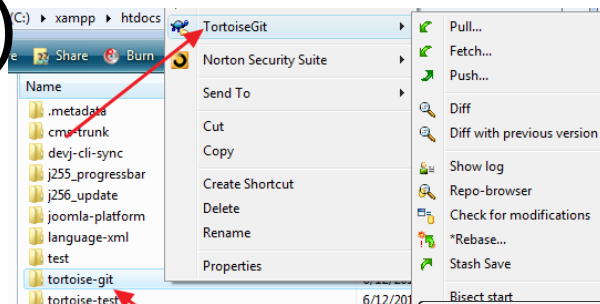 C:) ▸ xampp ▸ htdocs
Share Burn
Name
.metadata
cms-trunk
devj-cli-sync
j255_progressbar
j256_update
joomla-platform
language-xml
test
tortoise-git
tortoise-test
6/12/201
TortoiseGit
Norton Security Suite
Send To
Cut
Copy
Create Shortcut
Delete
Rename
Properties
Pull...
Fetch...
Push...
Diff
Diff with previous version
Show log
Repo-browser
Check for modifications
*Rebase...
Stash Save
Bisect start